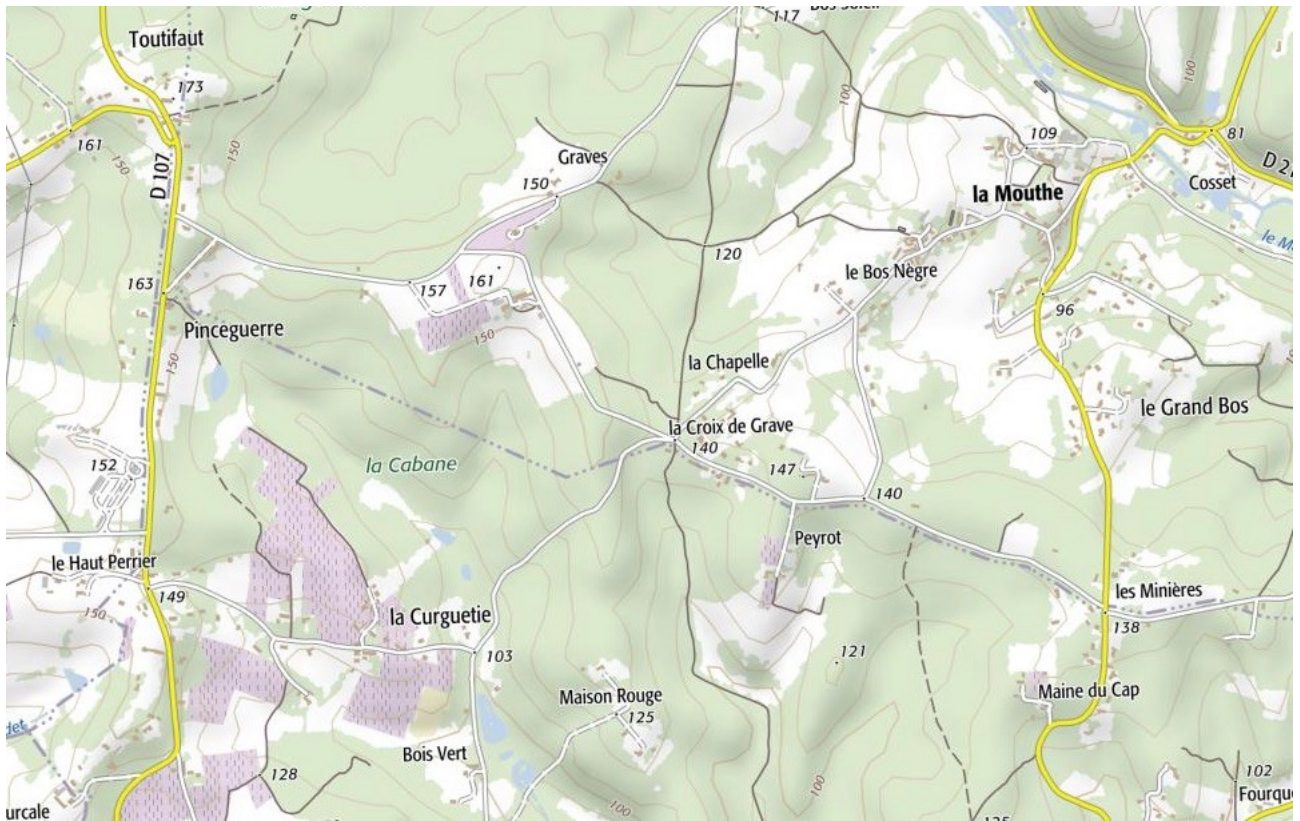 117
Toutifaut
173
100
100
161
150
150
D 107
Graves
150
109
81
Cosset
la Mouthe
120
le Bos Nègre
163
157
161
96
Pinceguerre
150
150
la Chapelle
le Grand Bos
la Croix de Grave
140
152
la Cabane
147
140
Peyrot
le Haut Perrier
149
150
la Curguetie
les Minières
138
103
121
Maison Rouge
125
Maine du Cap
Bois Vert
128
100
100
102